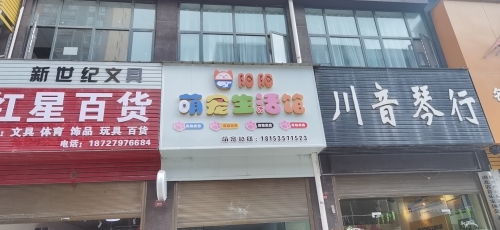 新世纪文具
红星百货
文具 体育 饰品 玩具 百货
电话:18727976684
萌宠生活馆
萌宠热线:18153571523
川音琴行